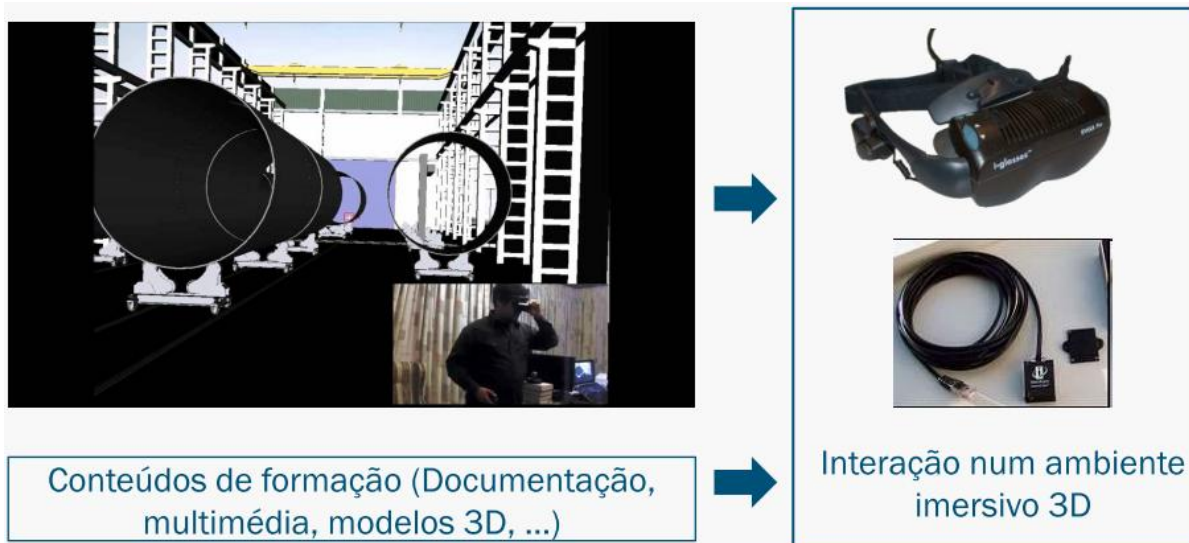 i-glasses
Conteúdos de formação (Documentação,
multimédia, modelos 3D, ...)
Interação num ambiente
imersivo 3D